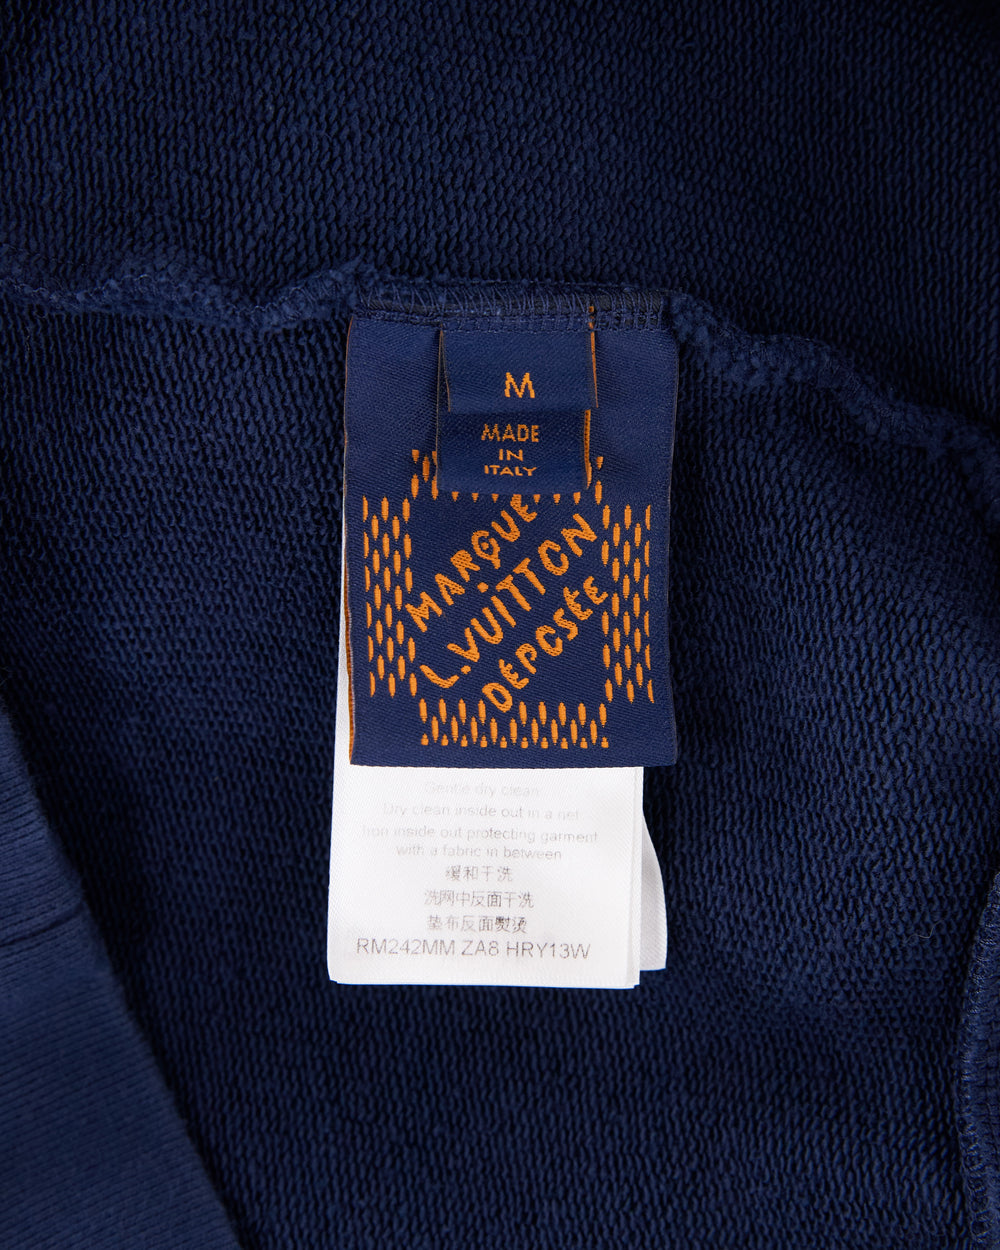 M
MADE
IN
ITALY
MARQUE
L.VUITTON
DÉPOSÉE
Gentle dry clean
Dry clean inside out in a net
Iron inside out protecting garment
with a fabric in between
缓和干洗
洗网中反面干洗
垫布反面熨烫
RM242MM ZA8 HRY13W